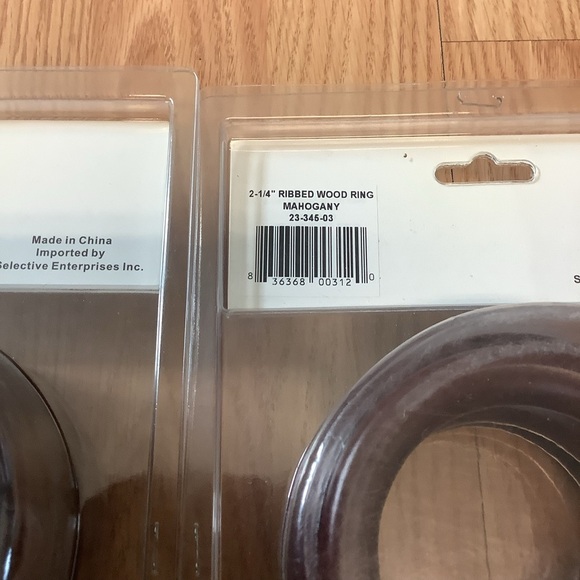 Made in China
Imported by
Selective Enterprises Inc.
2-1/4" RIBBED WOOD RING
MAHOGANY
23-345-03
8 36368 00312 0
S